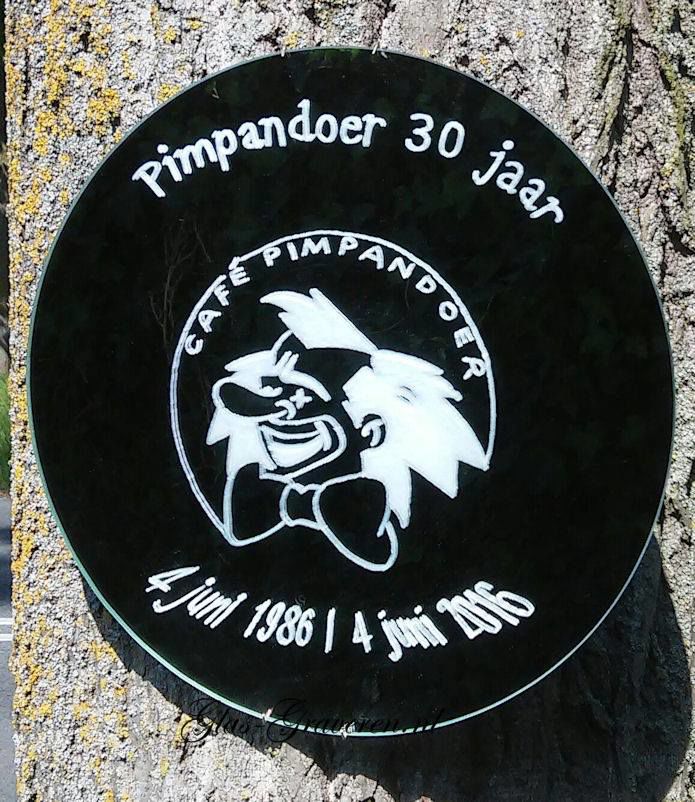 Pimpandoer 30 jaar
CAFÉ PIMPANDOER
4 juni 1986 | 4 juni 2016
Glas-Graveren.nl